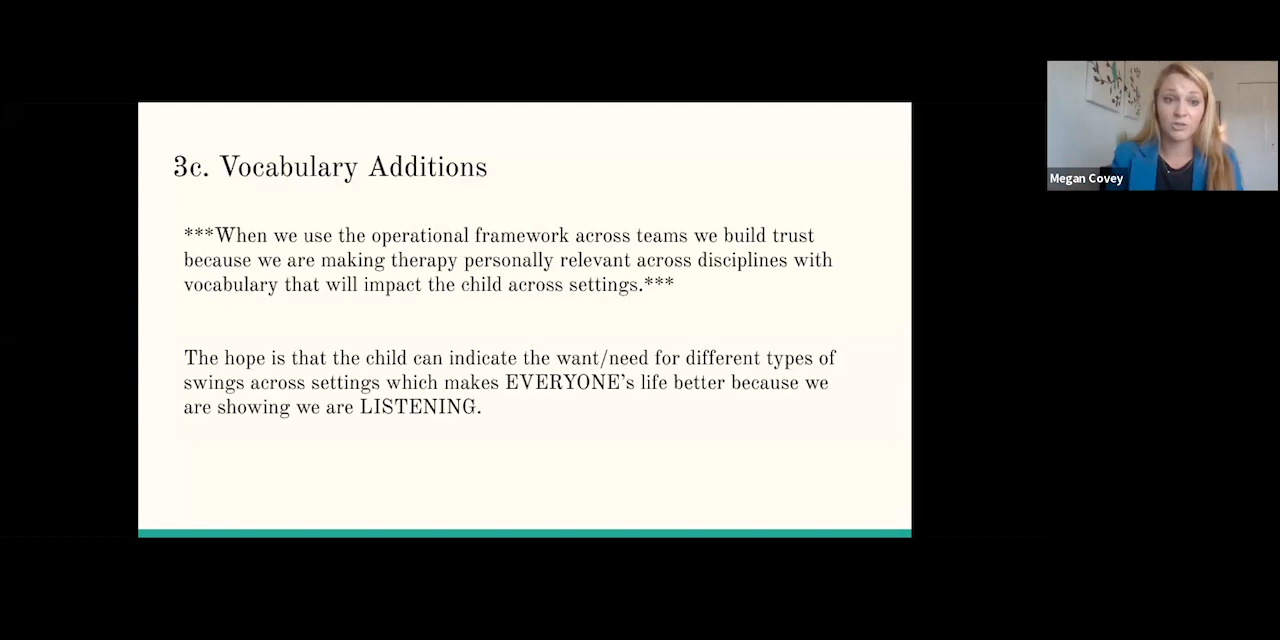 3c. Vocabulary Additions
***When we use the operational framework across teams we build trust
because we are making therapy personally relevant across disciplines with
vocabulary that will impact the child across settings.***
The hope is that the child can indicate the want/need for different types of
swings across settings which makes EVERYONE's life better because we
are showing we are LISTENING.
Megan Covey